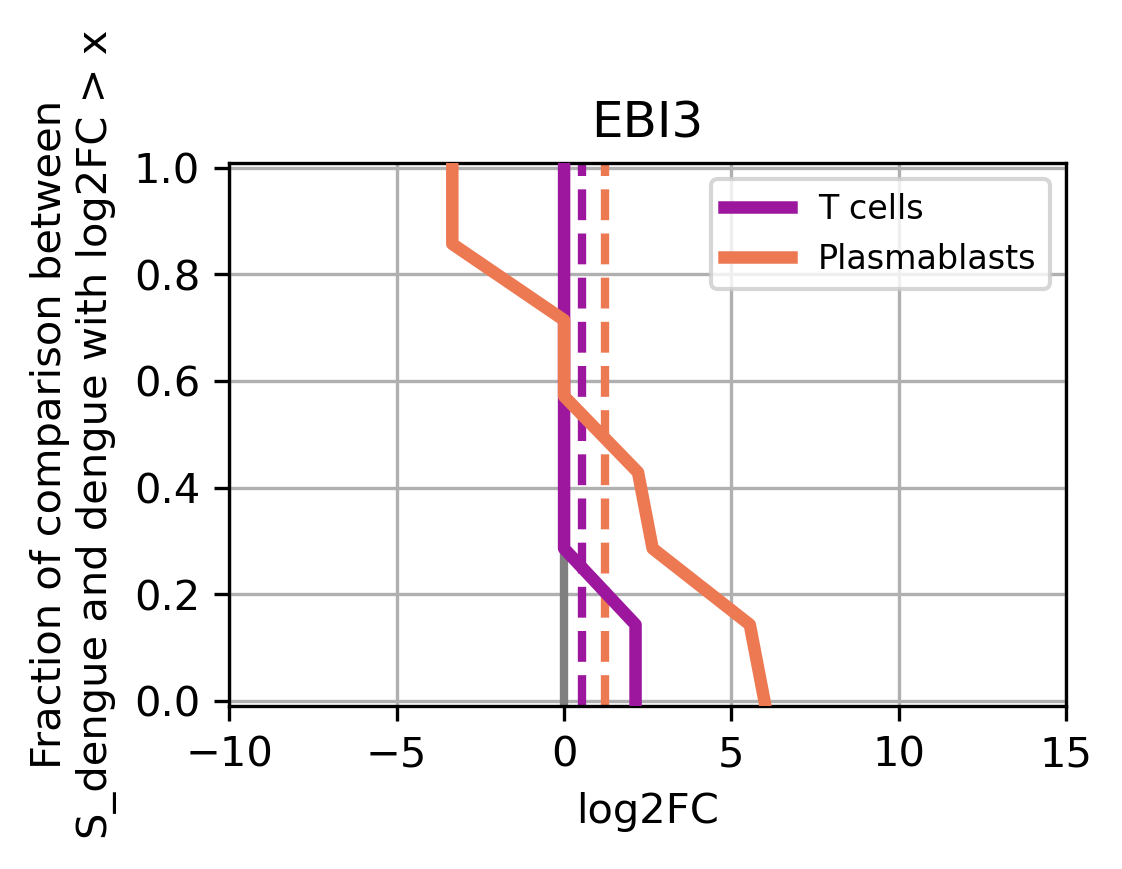 EBI3
Fraction of comparison between
S_dengue and dengue with log2FC > x
1.0
0.8
0.6
0.4
0.2
0.0
T cells
Plasmablasts
−10
−5
0
5
10
15
log2FC